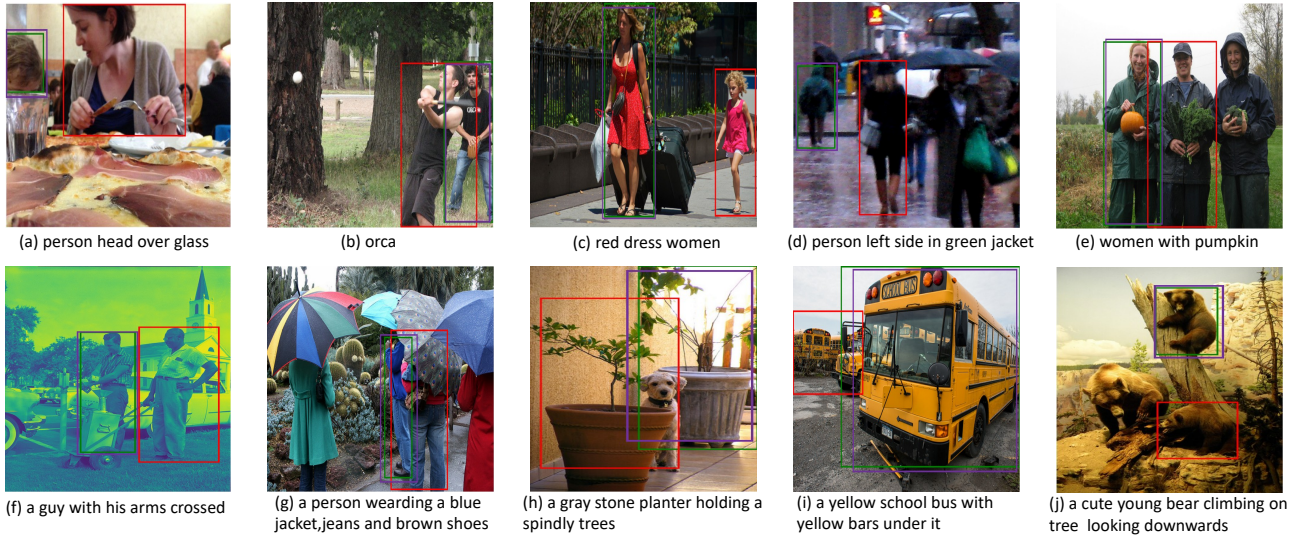 (a) person head over glass
(b) orca
(c) red dress women
(d) person left side in green jacket
(e) women with pumpkin
SCHOOL BUS
(f) a guy with his arms crossed
(g) a person wearding a blue
jacket,jeans and brown shoes
(h) a gray stone planter holding a
spindly trees
(i) a yellow school bus with
yellow bars under it
(j) a cute young bear climbing on
tree looking downwards